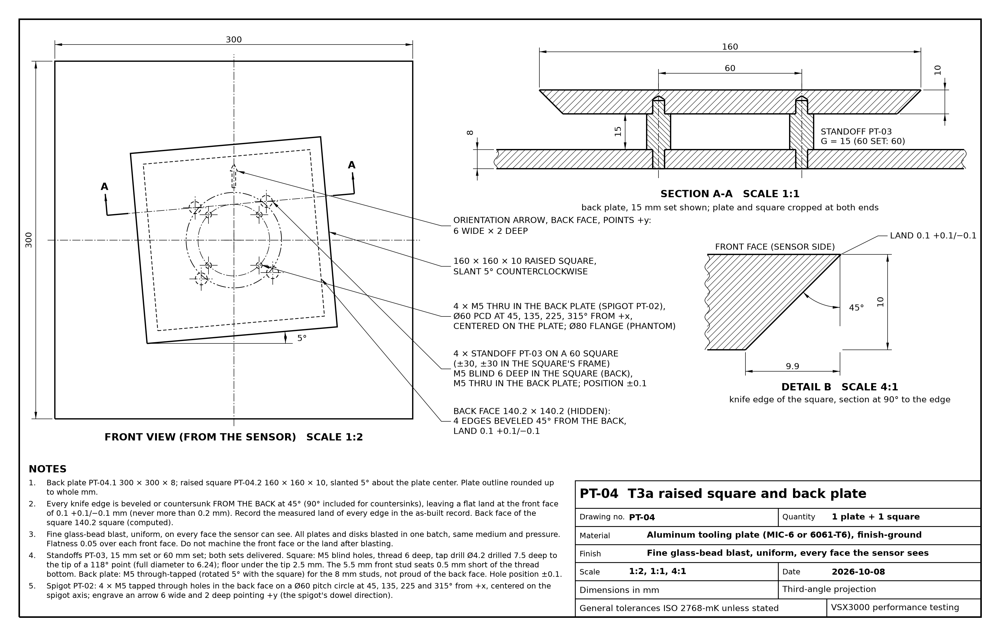 300
300
A
A
5°
FRONT VIEW (FROM THE SENSOR)   SCALE 1:2
160
60
10
15
8
STANDOFF PT-03
G = 15 (60 SET: 60)
SECTION A-A   SCALE 1:1
back plate, 15 mm set shown; plate and square cropped at both ends
ORIENTATION ARROW, BACK FACE, POINTS +y:
6 WIDE × 2 DEEP
160 × 160 × 10 RAISED SQUARE,
SLANT 5° COUNTERCLOCKWISE
4 × M5 THRU IN THE BACK PLATE (SPIGOT PT-02),
Ø60 PCD AT 45, 135, 225, 315° FROM +x,
CENTERED ON THE PLATE; Ø80 FLANGE (PHANTOM)
4 × STANDOFF PT-03 ON A 60 SQUARE
(±30, ±30 IN THE SQUARE'S FRAME)
M5 BLIND 6 DEEP IN THE SQUARE (BACK),
M5 THRU IN THE BACK PLATE; POSITION ±0.1
BACK FACE 140.2 × 140.2 (HIDDEN):
4 EDGES BEVELED 45° FROM THE BACK,
LAND 0.1 +0.1/−0.1
LAND 0.1 +0.1/−0.1
FRONT FACE (SENSOR SIDE)
45°
10
9.9
DETAIL B   SCALE 4:1
knife edge of the square, section at 90° to the edge
NOTES
1. Back plate PT-04.1 300 × 300 × 8; raised square PT-04.2 160 × 160 × 10, slanted 5° about the plate center. Plate outline rounded up
to whole mm.
2. Every knife edge is beveled or countersunk FROM THE BACK at 45° (90° included for countersinks), leaving a flat land at the front face
of 0.1 +0.1/−0.1 mm (never more than 0.2 mm). Record the measured land of every edge in the as-built record. Back face of the
square 140.2 square (computed).
3. Fine glass-bead blast, uniform, on every face the sensor can see. All plates and disks blasted in one batch, same medium and pressure.
Flatness 0.05 over each front face. Do not machine the front face or the land after blasting.
4. Standoffs PT-03, 15 mm set or 60 mm set; both sets delivered. Square: M5 blind holes, thread 6 deep, tap drill Ø4.2 drilled 7.5 deep to
the tip of a 118° point (full diameter to 6.24); floor under the tip 2.5 mm. The 5.5 mm front stud seats 0.5 mm short of the thread
bottom. Back plate: M5 through-tapped (rotated 5° with the square) for the 8 mm studs, not proud of the back face. Hole position ±0.1.
5. Spigot PT-02: 4 × M5 tapped through holes in the back face on a Ø60 pitch circle at 45, 135, 225 and 315° from +x, centered on the
spigot axis; engrave an arrow 6 wide and 2 deep pointing +y (the spigot's dowel direction).
PT-04  T3a raised square and back plate
Drawing no. PT-04
Quantity 1 plate + 1 square
Material Aluminum tooling plate (MIC-6 or 6061-T6), finish-ground
Finish Fine glass-bead blast, uniform, every face the sensor sees
Scale 1:2, 1:1, 4:1
Date 2026-10-08
Dimensions in mm
Third-angle projection
General tolerances ISO 2768-mK unless stated
VSX3000 performance testing